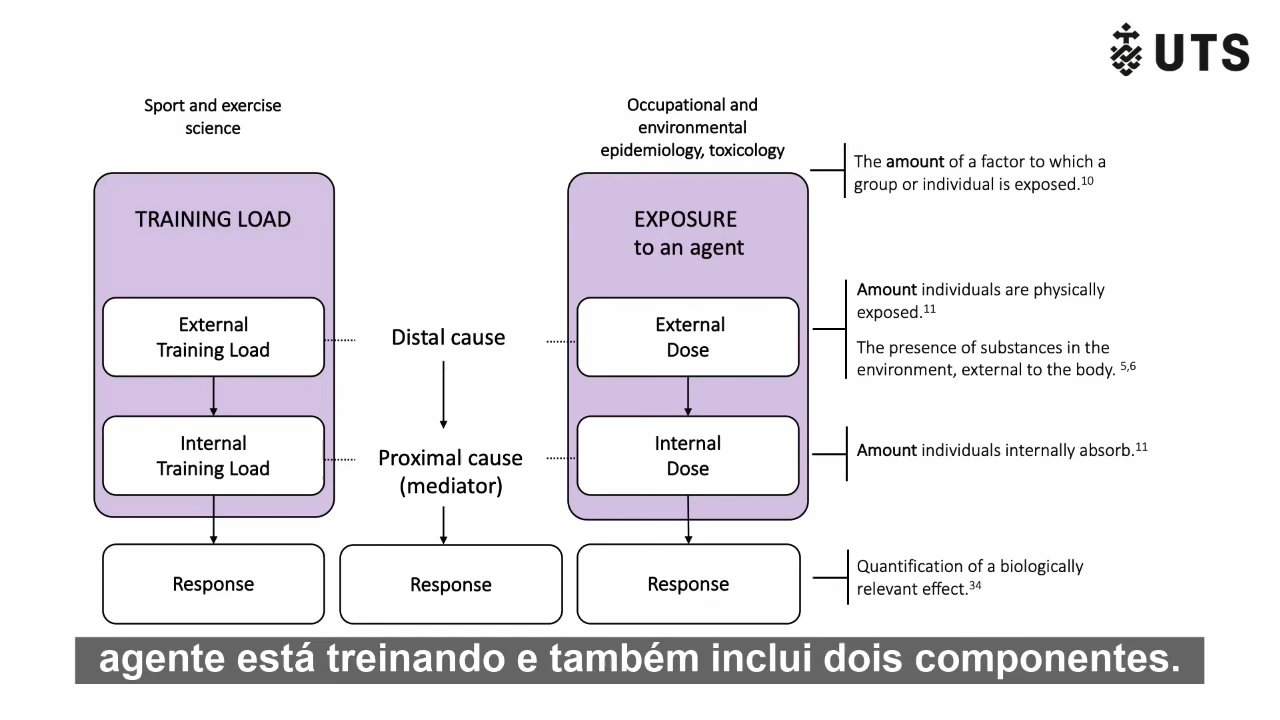 UTS
Sport and exercise
science
Occupational and
environmental
epidemiology, toxicology
The amount of a factor to which a
group or individual is exposed.10
TRAINING LOAD
EXPOSURE
to an agent
Amount individuals are physically
exposed.11
The presence of substances in the
environment, external to the body. 5,6
External
Training Load
Distal cause
External
Dose
Internal
Training Load
Proximal cause
(mediator)
Internal
Dose
Amount individuals internally absorb.11
Response
Response
Response
Quantification of a biologically
relevant effect.34
agente está treinando e também inclui dois componentes.